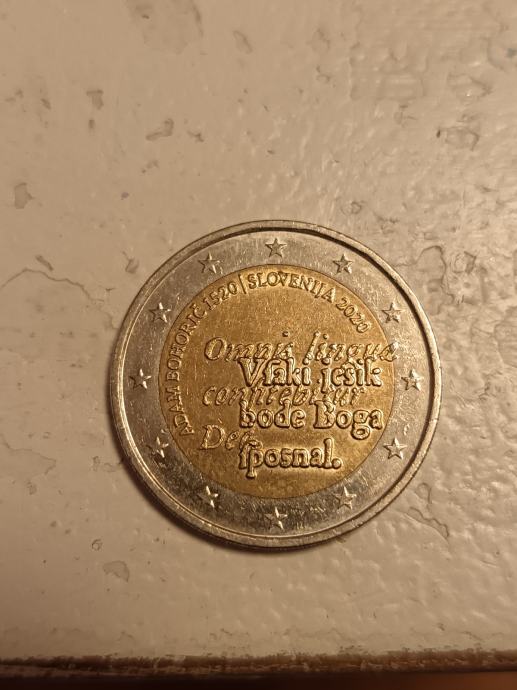 ADAM BOHORIČ 1520 | SLOVENIJA 2020
Omnis lingua
Vſaki jesik
confitebitur
bode Boga
Deo
ſposnal.